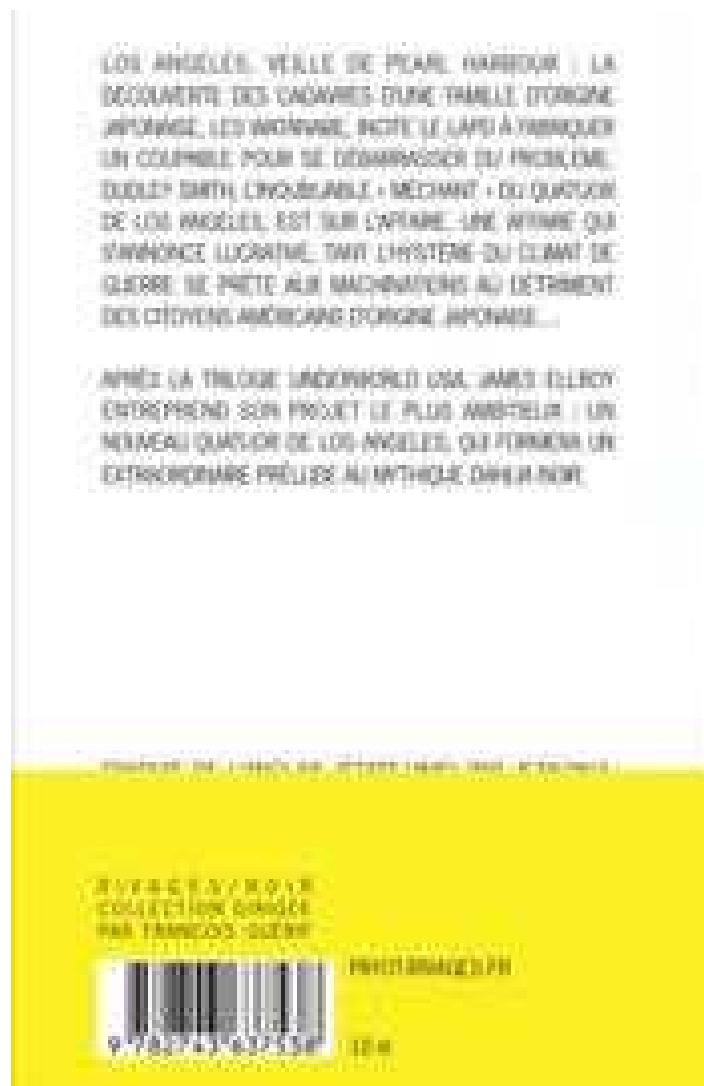 LOS ANGELES, VEILLE DE PEARL HARBOUR : LA
DÉCOUVERTE DES CADAVRES D'UNE FAMILLE D'ORIGINE
JAPONAISE, LES WATANABE, INCITE LE LAPD À FABRIQUER
UN COUPABLE POUR SE DÉBARRASSER DU PROBLÈME.
DUDLEY SMITH, L'INOUBLIABLE « MÉCHANT » DU QUATUOR
DE LOS ANGELES, EST SUR L'AFFAIRE. UNE AFFAIRE QUI
S'ANNONCE LUCRATIVE, TANT L'HYSTÉRIE DU CLIMAT DE
GUERRE SE PRÊTE AUX MACHINATIONS AU DÉTRIMENT
DES CITOYENS AMÉRICAINS D'ORIGINE JAPONAISE...
APRÈS LA TRILOGIE UNDERWORLD USA, JAMES ELLROY
ENTREPREND SON PROJET LE PLUS AMBITIEUX : UN
NOUVEAU QUATUOR DE LOS ANGELES, QUI FORMERA UN
EXTRAORDINAIRE PRÉLUDE AU MYTHIQUE DAHLIA NOIR.
RIVAGES/NOIR
COLLECTION DIRIGÉE
PAR FRANÇOIS GUÉRIF
PAYOT-RIVAGES.FR